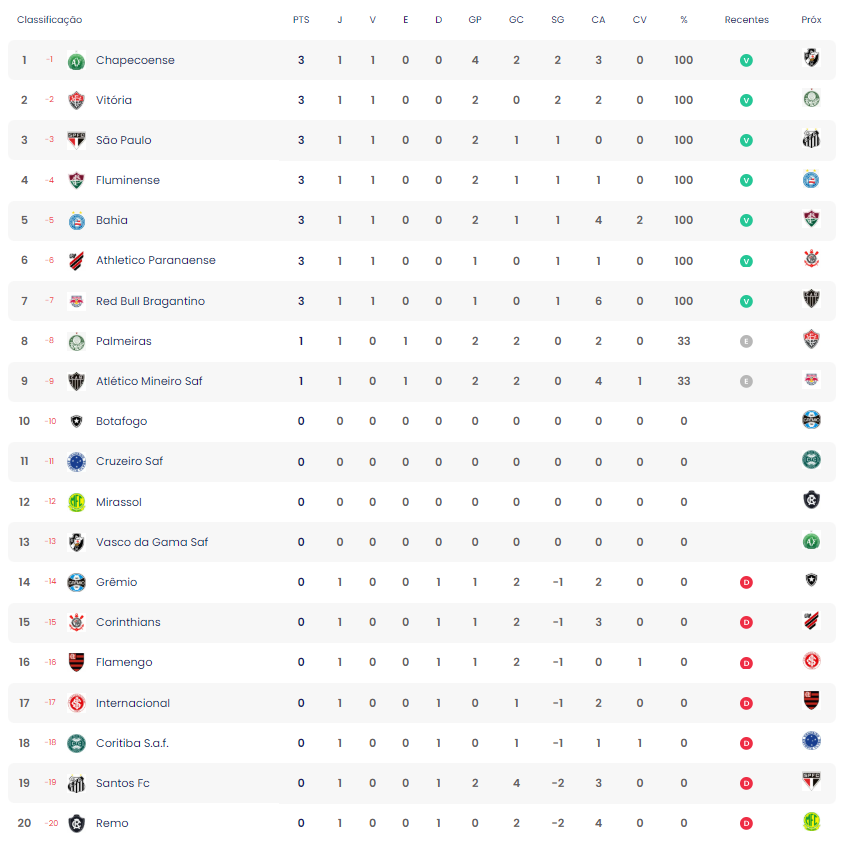 Classificação PTS J V E D GP GC SG CA CV % Recentes Próx
1 -1 Chapecoense 3 1 1 0 0 4 2 2 3 0 100 V
2 -2 Vitória 3 1 1 0 0 2 0 2 2 0 100 V
3 -3 São Paulo 3 1 1 0 0 2 1 1 0 0 100 V
4 -4 Fluminense 3 1 1 0 0 2 1 1 1 0 100 V
5 -5 Bahia 3 1 1 0 0 2 1 1 4 2 100 V
6 -6 Athletico Paranaense 3 1 1 0 0 1 0 1 1 0 100 V
7 -7 Red Bull Bragantino 3 1 1 0 0 1 0 1 6 0 100 V
8 -8 Palmeiras 1 1 0 1 0 2 2 0 2 0 33 E
9 -9 Atlético Mineiro Saf 1 1 0 1 0 2 2 0 4 1 33 E
10 -10 Botafogo 0 0 0 0 0 0 0 0 0 0 0
11 -11 Cruzeiro Saf 0 0 0 0 0 0 0 0 0 0 0
12 -12 Mirassol 0 0 0 0 0 0 0 0 0 0 0
13 -13 Vasco da Gama Saf 0 0 0 0 0 0 0 0 0 0 0
14 -14 Grêmio 0 1 0 0 1 1 2 -1 2 0 0 D
15 -15 Corinthians 0 1 0 0 1 1 2 -1 3 0 0 D
16 -16 Flamengo 0 1 0 0 1 1 2 -1 0 1 0 D
17 -17 Internacional 0 1 0 0 1 0 1 -1 2 0 0 D
18 -18 Coritiba S.a.f. 0 1 0 0 1 0 1 -1 1 1 0 D
19 -19 Santos Fc 0 1 0 0 1 2 4 -2 3 0 0 D
20 -20 Remo 0 1 0 0 1 0 2 -2 4 0 0 D